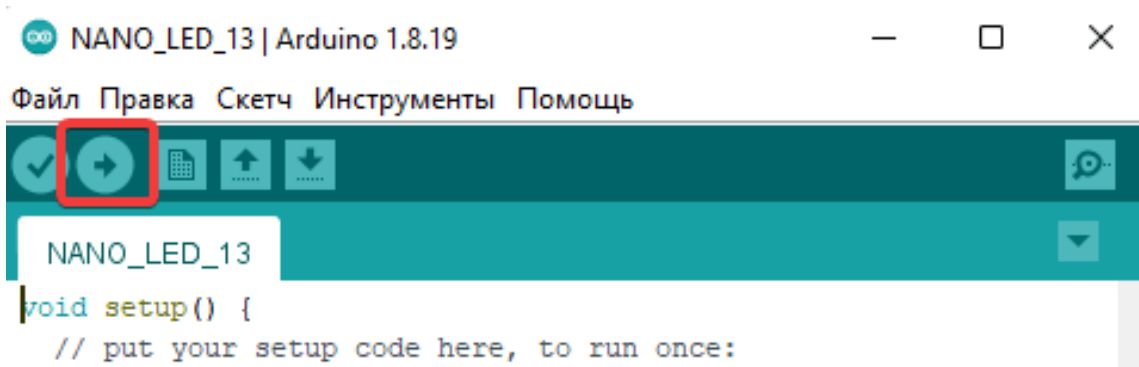 NANO_LED_13 | Arduino 1.8.19
Файл Правка Скетч Инструменты Помощь
NANO_LED_13
void setup() {
// put your setup code here, to run once: